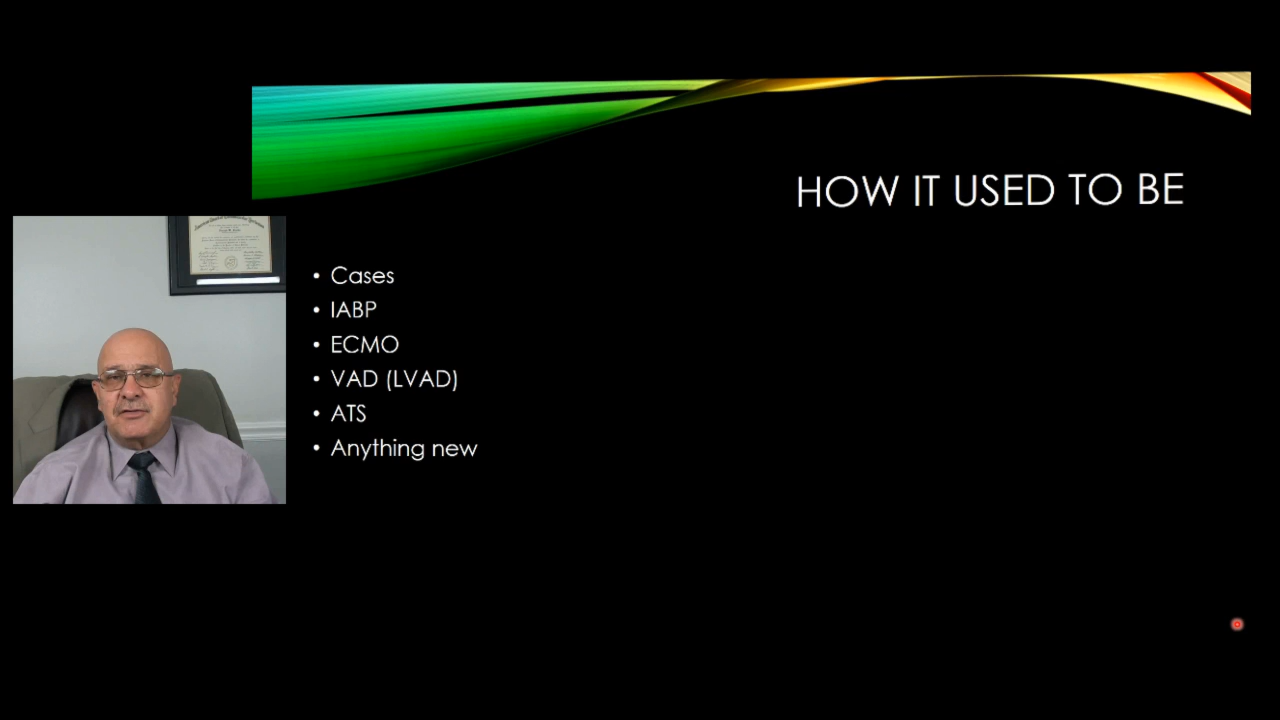 HOW IT USED TO BE
• Cases
• IABP
• ECMO
• VAD (LVAD)
• ATS
• Anything new